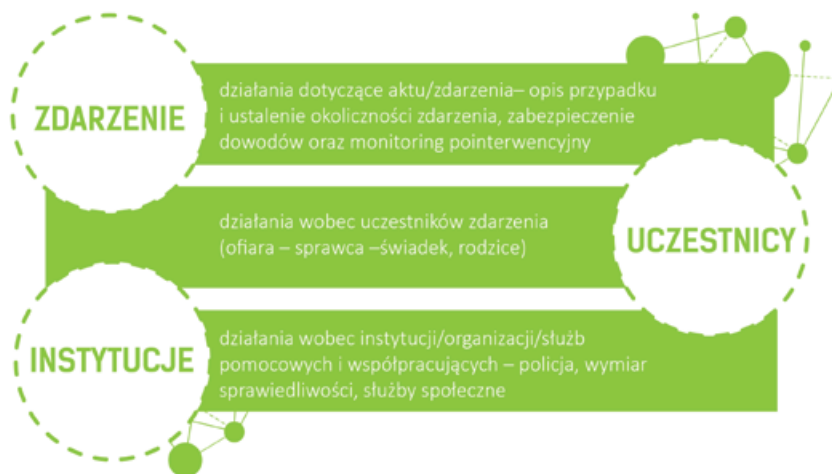 ZDARZENIE
działania dotyczące aktu/zdarzenia– opis przypadku
i ustalenie okoliczności zdarzenia, zabezpieczenie
dowodów oraz monitoring pointerwencyjny
działania wobec uczestników zdarzenia
(ofiara – sprawca –świadek, rodzice)
UCZESTNICY
INSTYTUCJE
działania wobec instytucji/organizacji/służb
pomocowych i współpracujących – policja, wymiar
sprawiedliwości, służby społeczne